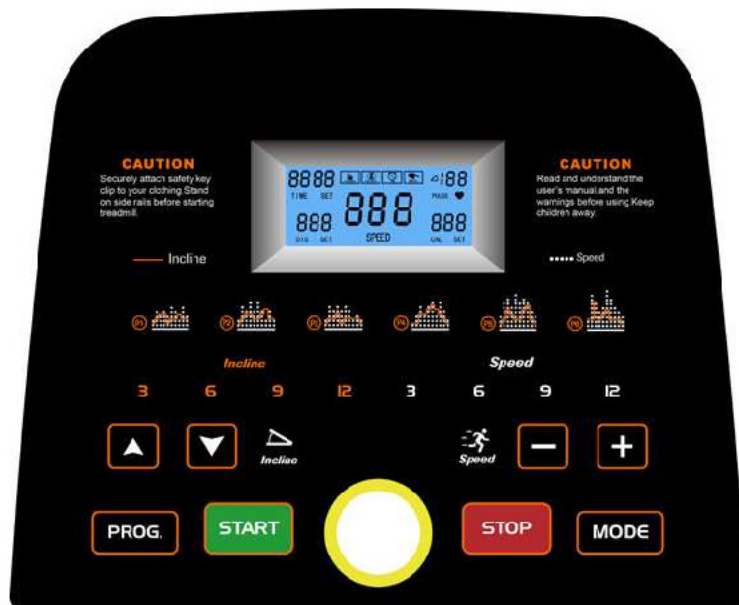 CAUTION
Securely attach safety key
clip to your clothing.Stand
on side rails before starting
treadmill.
CAUTION
Read and understand the
user's manual and the
warnings before using.Keep
children away.
88 88
188
TIME SET
PULSE
888
888
888
DIS SET
SPEED
CAL SET
Incline
Speed
P1
P2
P3
P4
P5
P6
Incline
Speed
3 6 9 12 3 6 9 12
Incline
Speed
− +
PROG.
START
STOP
MODE